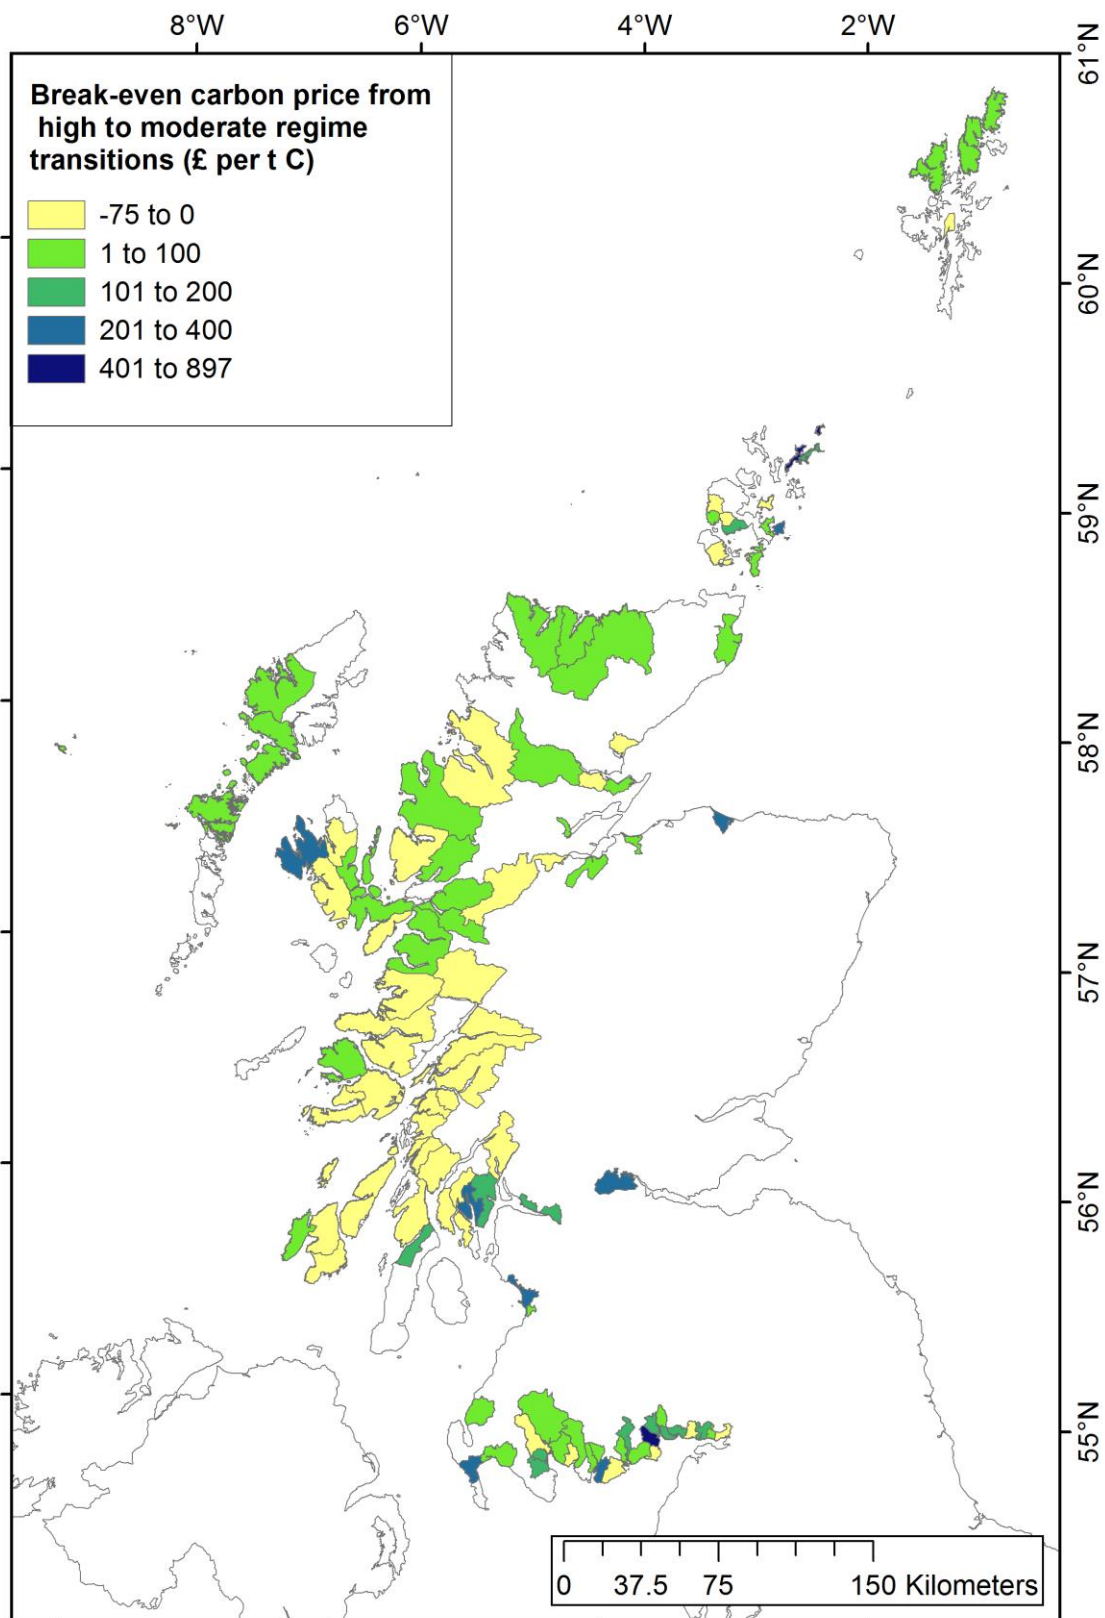 8°W 6°W 4°W 2°W
61°N
Break-even carbon price from
high to moderate regime
transitions (£ per t C)
-75 to 0
1 to 100
101 to 200
201 to 400
401 to 897
60°N
59°N
58°N
57°N
56°N
55°N
0 37.5 75 150 Kilometers